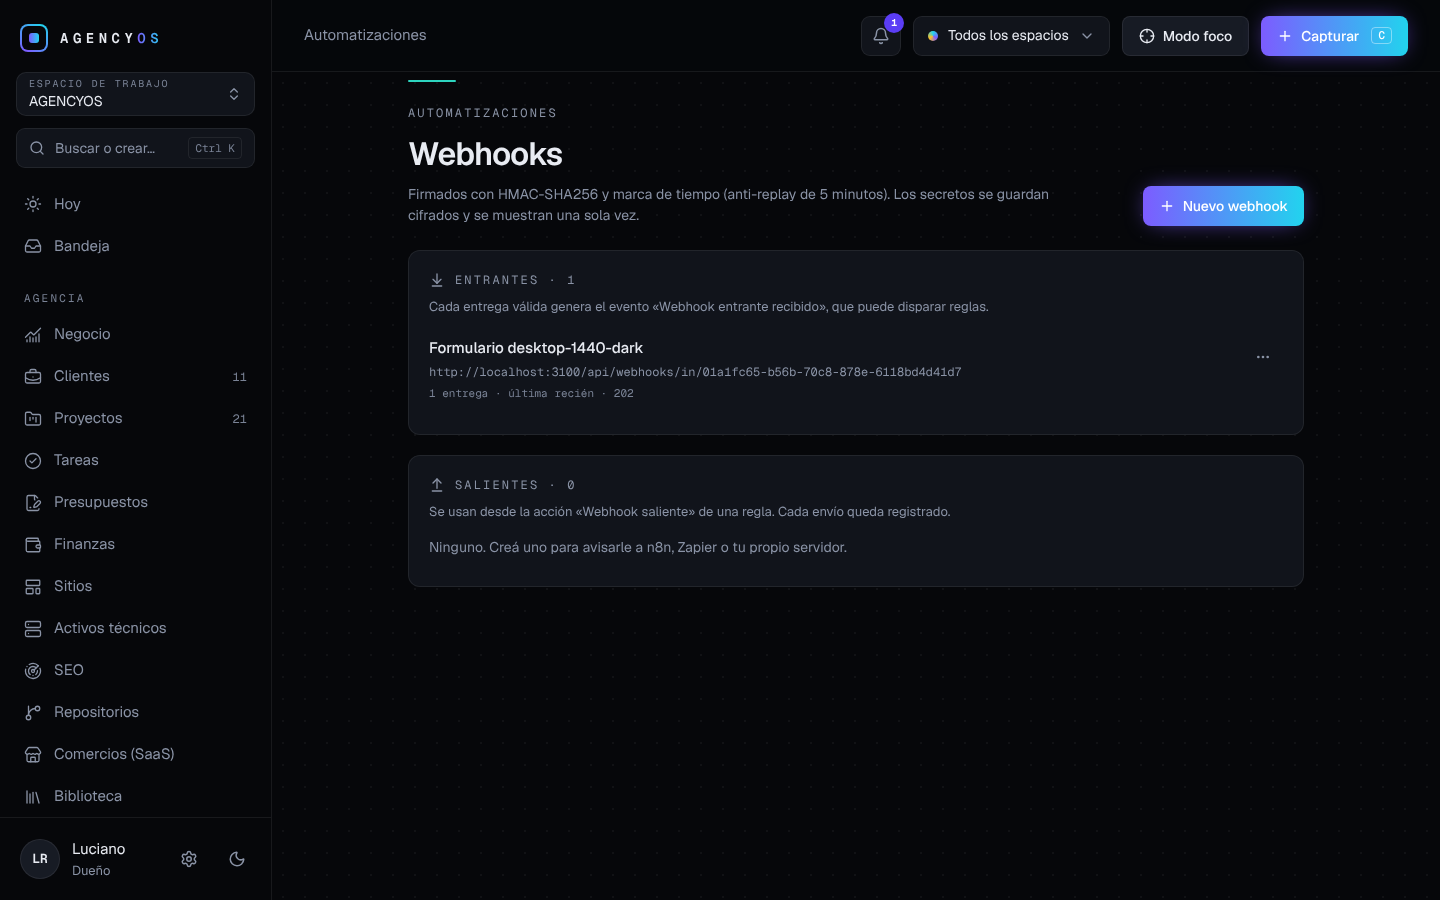 AGENCYOS
ESPACIO DE TRABAJO
AGENCYOS
Buscar o crear...
Ctrl K
Hoy
Bandeja
AGENCIA
Negocio
Clientes 11
Proyectos 21
Tareas
Presupuestos
Finanzas
Sitios
Activos técnicos
SEO
Repositorios
Comercios (SaaS)
Biblioteca
LR
Luciano
Dueño
Automatizaciones
1
Todos los espacios
Modo foco
Capturar C
AUTOMATIZACIONES
Webhooks
Firmados con HMAC-SHA256 y marca de tiempo (anti-replay de 5 minutos). Los secretos se guardan
cifrados y se muestran una sola vez.
Nuevo webhook
ENTRANTES · 1
Cada entrega válida genera el evento «Webhook entrante recibido», que puede disparar reglas.
Formulario desktop-1440-dark
http://localhost:3100/api/webhooks/in/01a1fc65-b56b-70c8-878e-6118bd4d41d7
1 entrega · última recién · 202
SALIENTES · 0
Se usan desde la acción «Webhook saliente» de una regla. Cada envío queda registrado.
Ninguno. Creá uno para avisarle a n8n, Zapier o tu propio servidor.